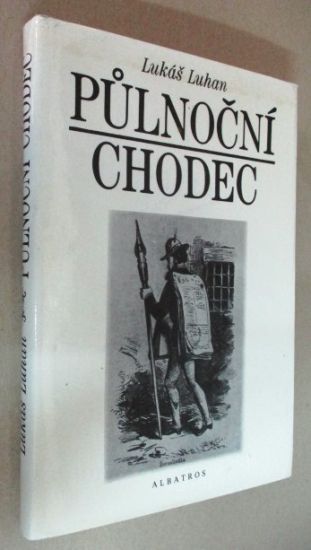 Lukáš Luhan
PŮLNOČNÍ
CHODEC
ALBATROS
Lukáš Luhan PŮLNOČNÍ CHODEC